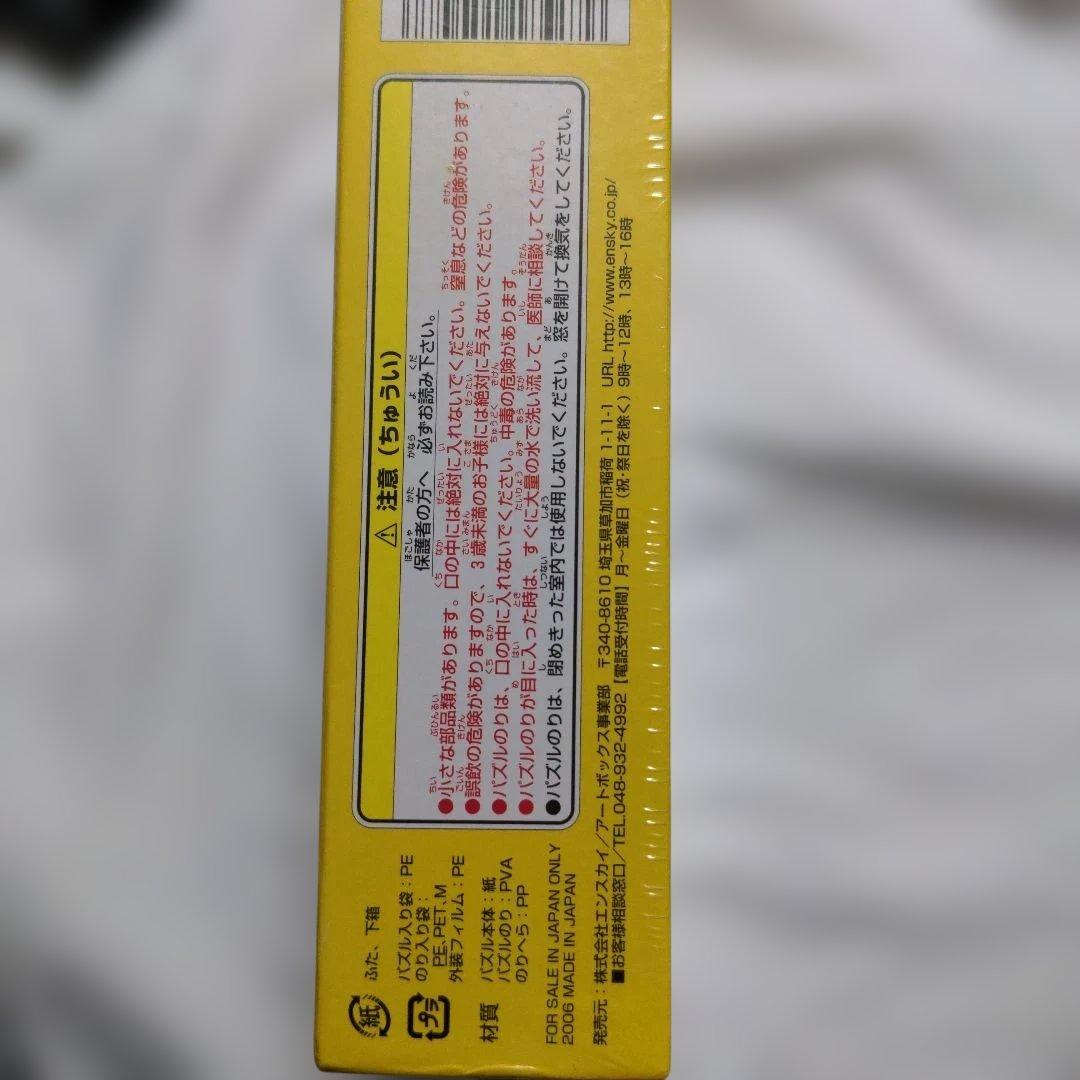 ⚠ 注意（ちゅうい）
保護者の方へ 必ずお読み下さい。
●小さな部品類があります。口の中には絶対に入れないでください。窒息などの危険があります。
●誤飲の危険がありますので、3歳未満のお子様には絶対に与えないでください。
●パズルのりは、口の中に入れないでください。中毒の危険があります。
●パズルのりが目に入った時は、すぐに大量の水で洗い流して、医師に相談してください。
●パズルのりは、閉めきった室内では使用しないでください。窓を開けて換気をしてください。
紙 ふた、下箱
プラ パズル入り袋：PE
のり入り袋：
PE、PET、M
外装フィルム：PE
材質 パズル本体：紙
パズルのり：PVA
のりへら：PP
FOR SALE IN JAPAN ONLY
2006 MADE IN JAPAN
発売元：株式会社エンスカイ／アートボックス事業部 〒340-8610 埼玉県草加市稲荷 1-11-1 URL http://www.ensky.co.jp/
■お客様相談窓口／TEL.048-932-4992【電話受付時間】月～金曜日（祝・祭日を除く）9時～12時、13時～16時